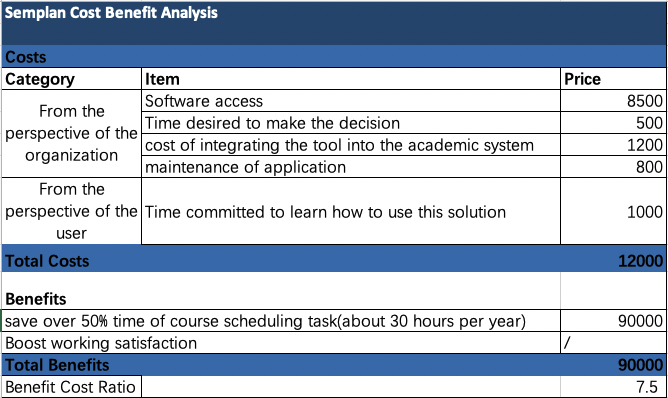 Semplan Cost Benefit Analysis
Costs
Category Item Price
From the
perspective of the
organization
Software access 8500
Time desired to make the decision 500
cost of integrating the tool into the academic system 1200
maintenance of application 800
From the
perspective of the
user
Time committed to learn how to use this solution 1000
Total Costs 12000
Benefits
save over 50% time of course scheduling task(about 30 hours per year) 90000
Boost working satisfaction /
Total Benefits 90000
Benefit Cost Ratio 7.5